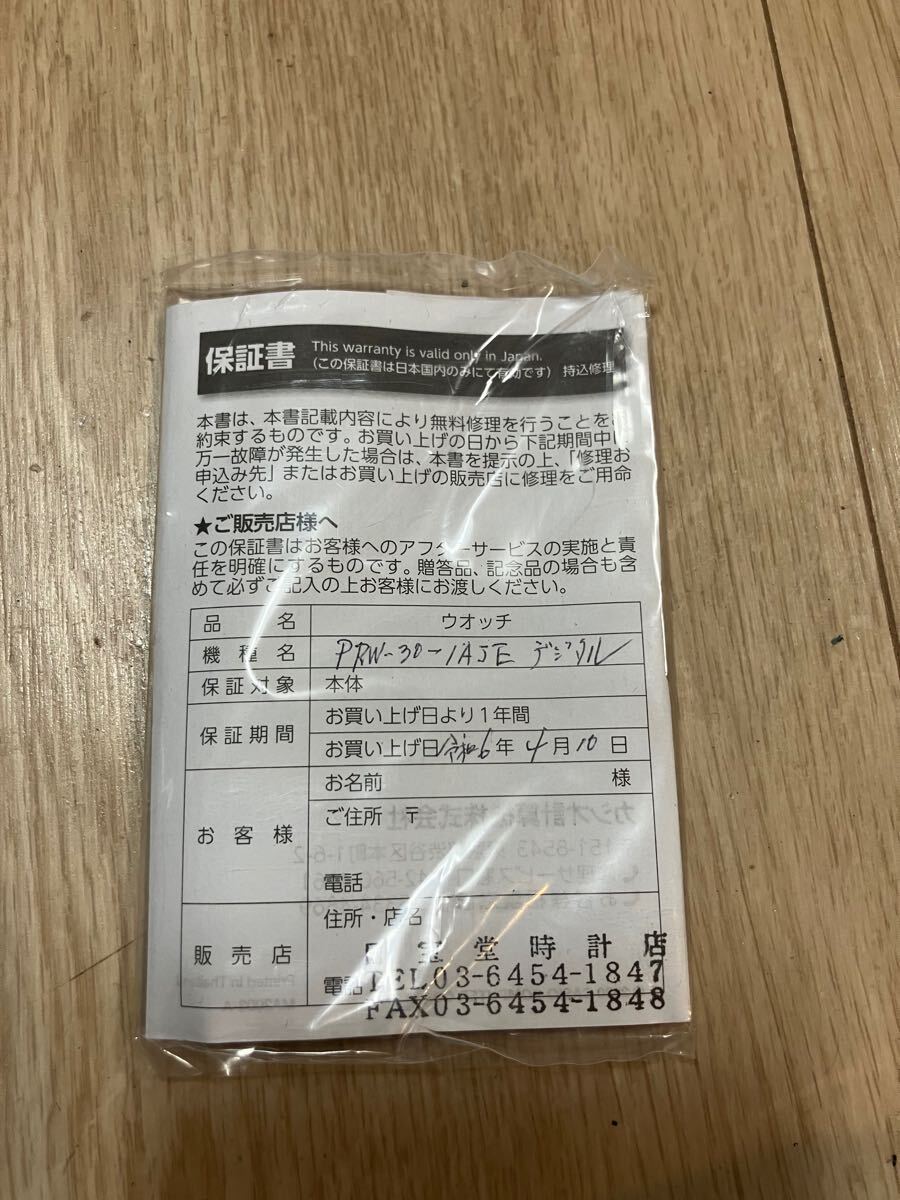 保証書
This warranty is valid only in Japan.
(この保証書は日本国内のみにて有効です) 持込修理
本書は、本書記載内容により無料修理を行うことをお
約束するものです。お買い上げの日から下記期間中に
万一故障が発生した場合は、本書を提示の上、「修理お
申込み先」またはお買い上げの販売店に修理をご用命
ください。
★ご販売店様へ
この保証書はお客様へのアフターサービスの実施と責
任を明確にするものです。贈答品、記念品の場合も含
めて必ずご記入の上お客様にお渡しください。
品名 ウオッチ
機種名 PRW-30-1AJE デジタル
保証対象 本体
保証期間 お買い上げ日より1年間
お買い上げ日 令和6年 4月10日
お客様 お名前 様
ご住所 〒
電話
販売店 住所・店名
宝堂時計店
電話 TEL03-6454-1847
FAX03-6454-1848
カシオ計算機株式会社
Printed in Thailand